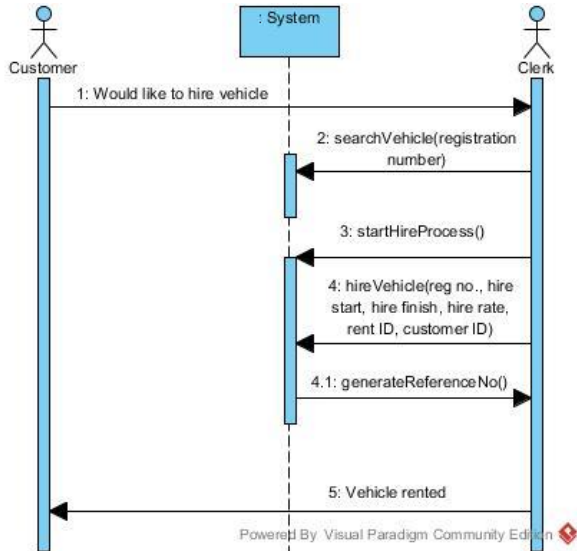 : System
Customer
Clerk
1: Would like to hire vehicle
2: searchVehicle(registration
number)
3: startHireProcess()
4: hireVehicle(reg no., hire
start, hire finish, hire rate,
rent ID, customer ID)
4.1: generateReferenceNo()
5: Vehicle rented
Powered By Visual Paradigm Community Edition